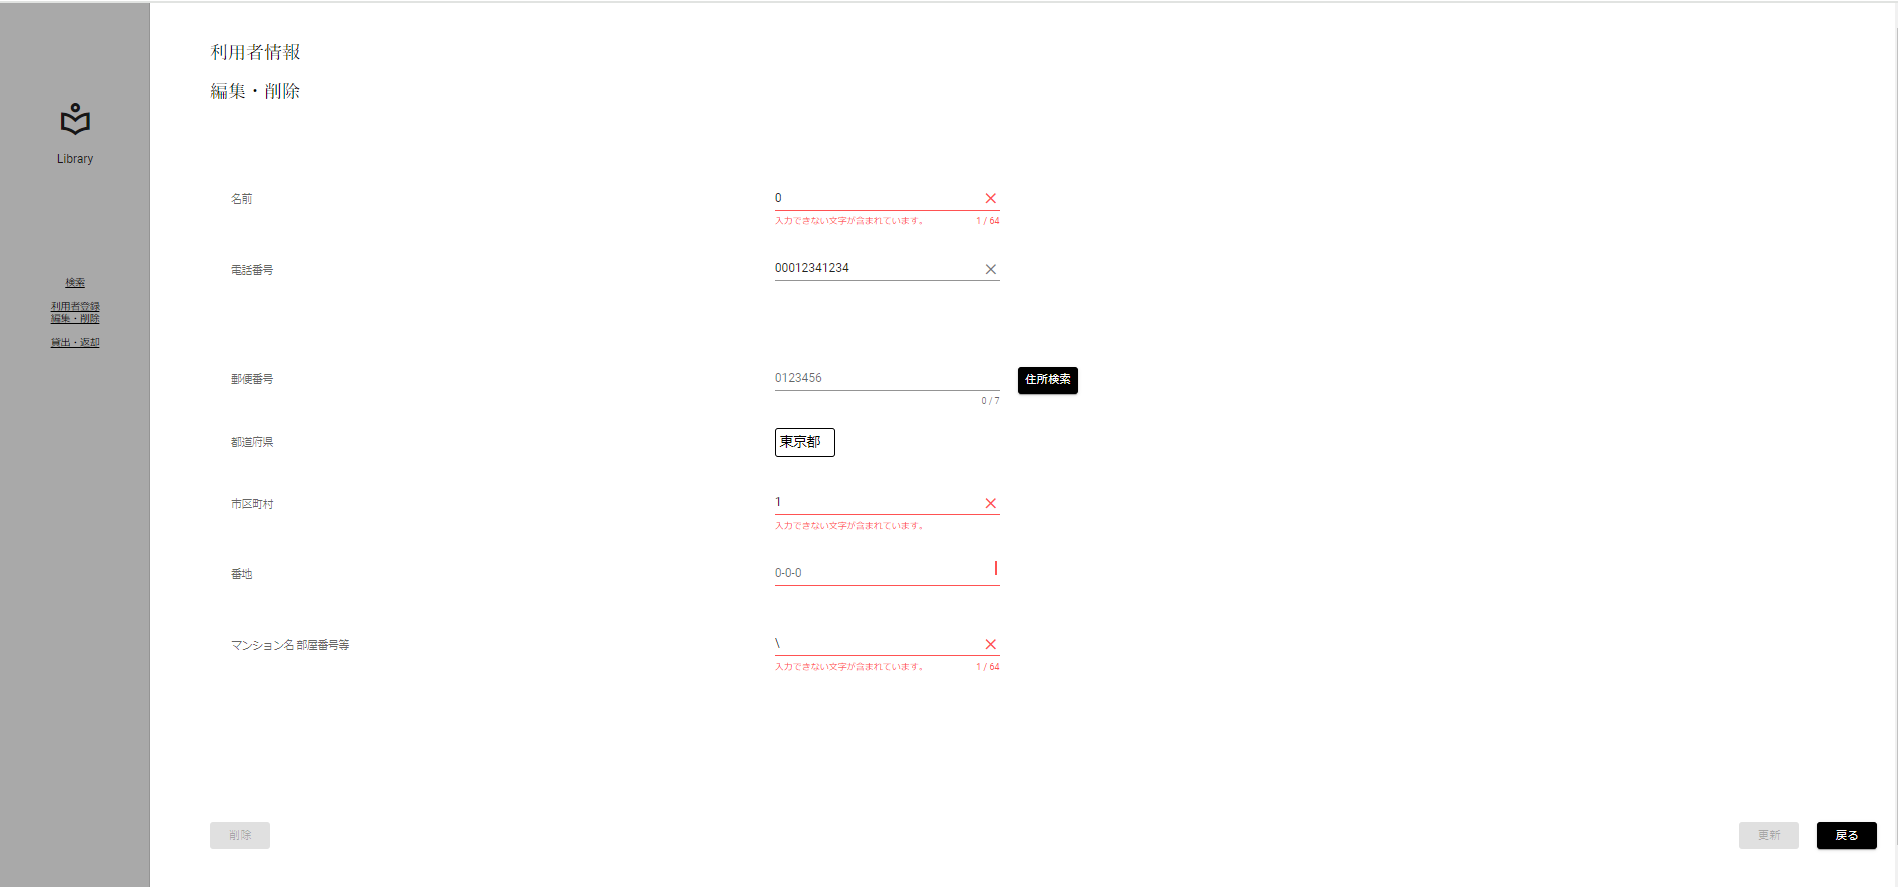 Library
検索
利用者登録
編集・削除
貸出・返却
利用者情報
編集・削除
名前
0
入力できない文字が含まれています。 1 / 64
電話番号
00012341234
郵便番号
0123456
住所検索
0 / 7
都道府県
東京都
市区町村
1
入力できない文字が含まれています。
番地
0-0-0
マンション名 部屋番号等
\
入力できない文字が含まれています。 1 / 64
削除
更新
戻る